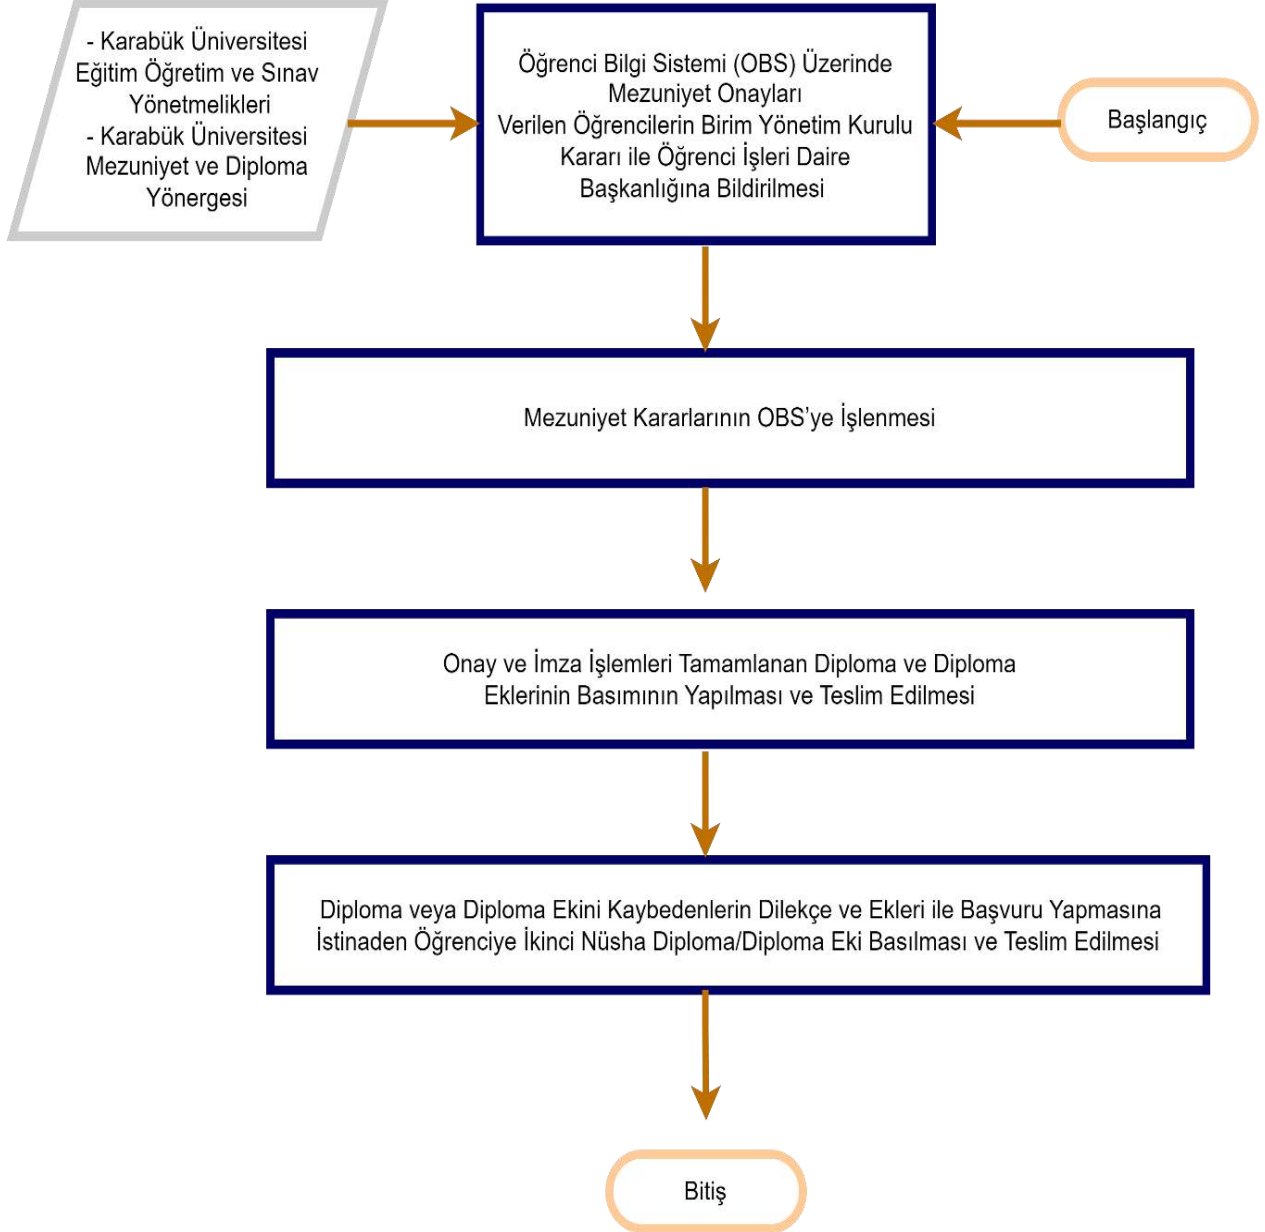 - Karabük Üniversitesi
Eğitim Öğretim ve Sınav
Yönetmelikleri
- Karabük Üniversitesi
Mezuniyet ve Diploma
Yönergesi
Öğrenci Bilgi Sistemi (OBS) Üzerinde
Mezuniyet Onayları
Verilen Öğrencilerin Birim Yönetim Kurulu
Kararı ile Öğrenci İşleri Daire
Başkanlığına Bildirilmesi
Başlangıç
Mezuniyet Kararlarının OBS’ye İşlenmesi
Onay ve İmza İşlemleri Tamamlanan Diploma ve Diploma
Eklerinin Basımının Yapılması ve Teslim Edilmesi
Diploma veya Diploma Ekini Kaybedenlerin Dilekçe ve Ekleri ile Başvuru Yapmasına
İstinaden Öğrenciye İkinci Nüsha Diploma/Diploma Eki Basılması ve Teslim Edilmesi
Bitiş